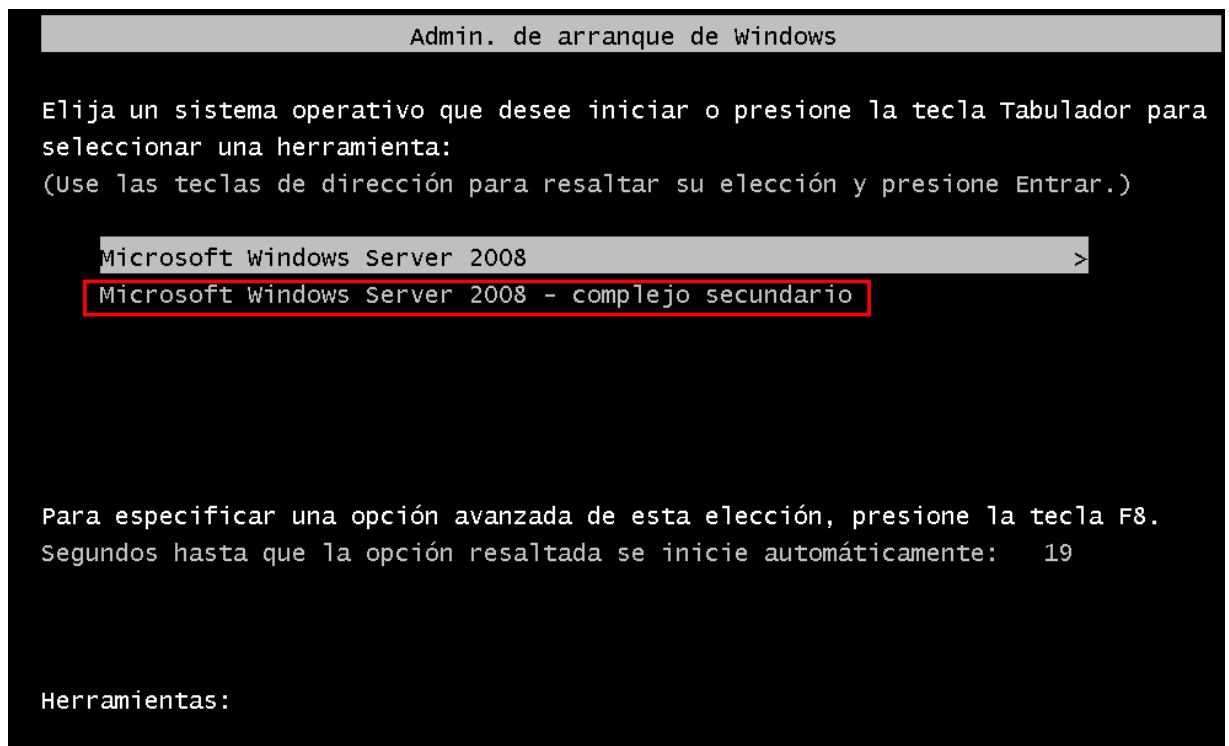 Admin. de arranque de Windows
Elija un sistema operativo que desee iniciar o presione la tecla Tabulador para
seleccionar una herramienta:
(Use las teclas de dirección para resaltar su elección y presione Entrar.)
Microsoft Windows Server 2008 >
Microsoft Windows Server 2008 - complejo secundario
Para especificar una opción avanzada de esta elección, presione la tecla F8.
Segundos hasta que la opción resaltada se inicie automáticamente: 19
Herramientas: